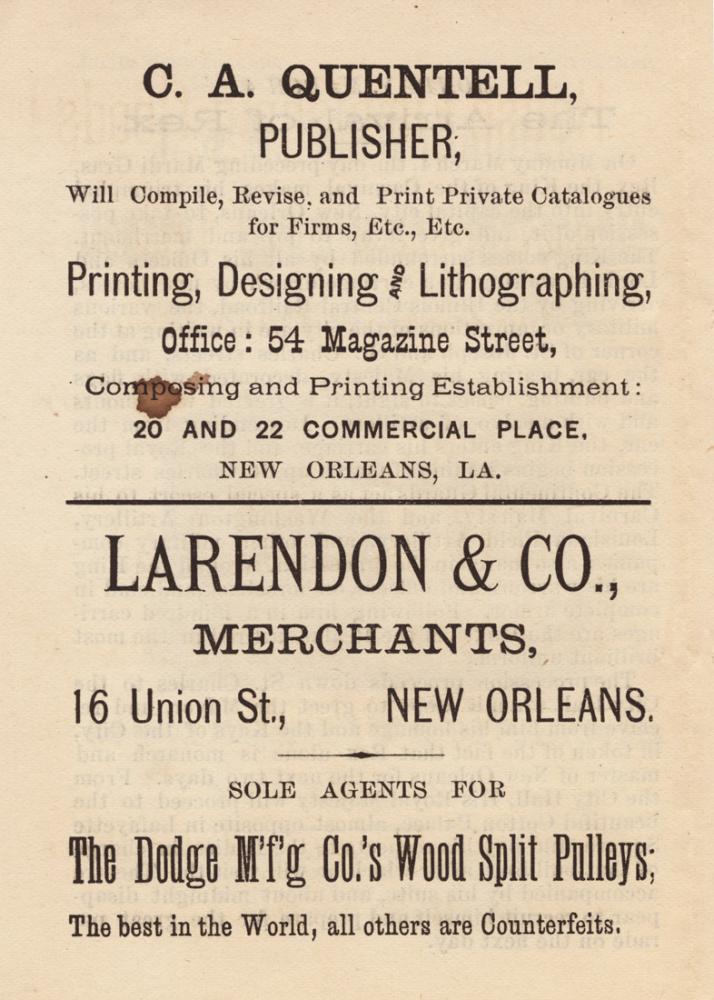 C. A. QUENTELL,
PUBLISHER,
Will Compile, Revise, and Print Private Catalogues
for Firms, Etc., Etc.
Printing, Designing AND Lithographing,
Office : 54 Magazine Street,
Composing and Printing Establishment :
20 AND 22 COMMERCIAL PLACE,
NEW ORLEANS, LA.
LARENDON & CO.,
MERCHANTS,
16 Union St., NEW ORLEANS.
SOLE AGENTS FOR
The Dodge M'f'g Co.'s Wood Split Pulleys;
The best in the World, all others are Counterfeits.